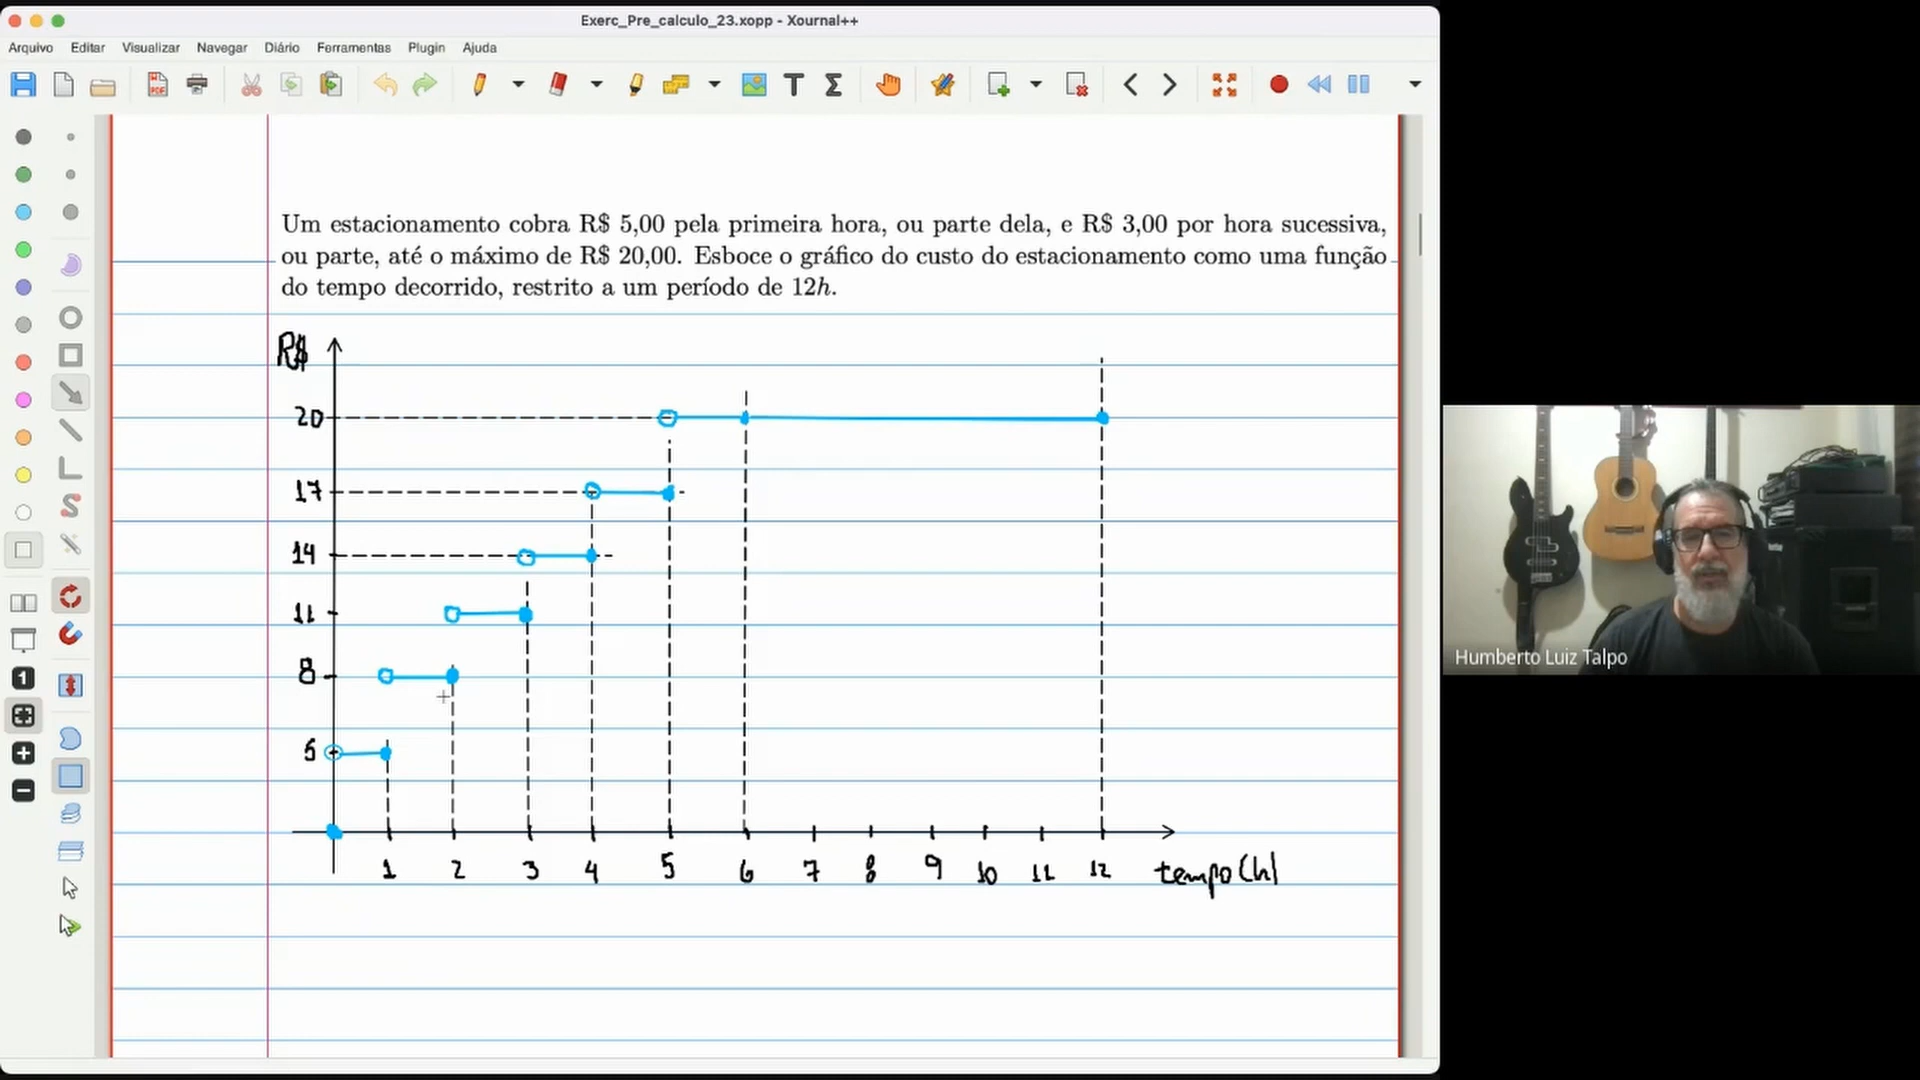 Exerc_Pre_calculo_23.xopp - Xournal++
Arquivo Editar Visualizar Navegar Diário Ferramentas Plugin Ajuda
Um estacionamento cobra R$ 5,00 pela primeira hora, ou parte dela, e R$ 3,00 por hora sucessiva,
ou parte, até o máximo de R$ 20,00. Esboce o gráfico do custo do estacionamento como uma função
do tempo decorrido, restrito a um período de 12h.
R$
20
17
14
11
8
5
1 2 3 4 5 6 7 8 9 10 11 12 tempo (h)
Humberto Luiz Talpo